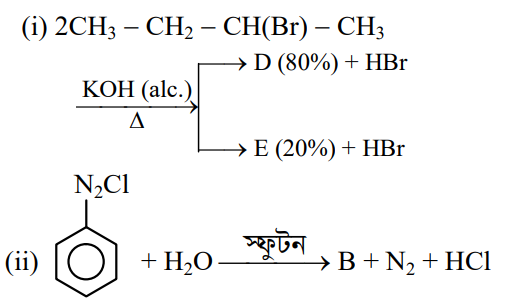 (i) 2CH₃ – CH₂ – CH(Br) – CH₃
D (80%) + HBr
KOH (alc.)
Δ
E (20%) + HBr
N₂Cl
(ii) + H₂O স্ফুটন B + N₂ + HCl